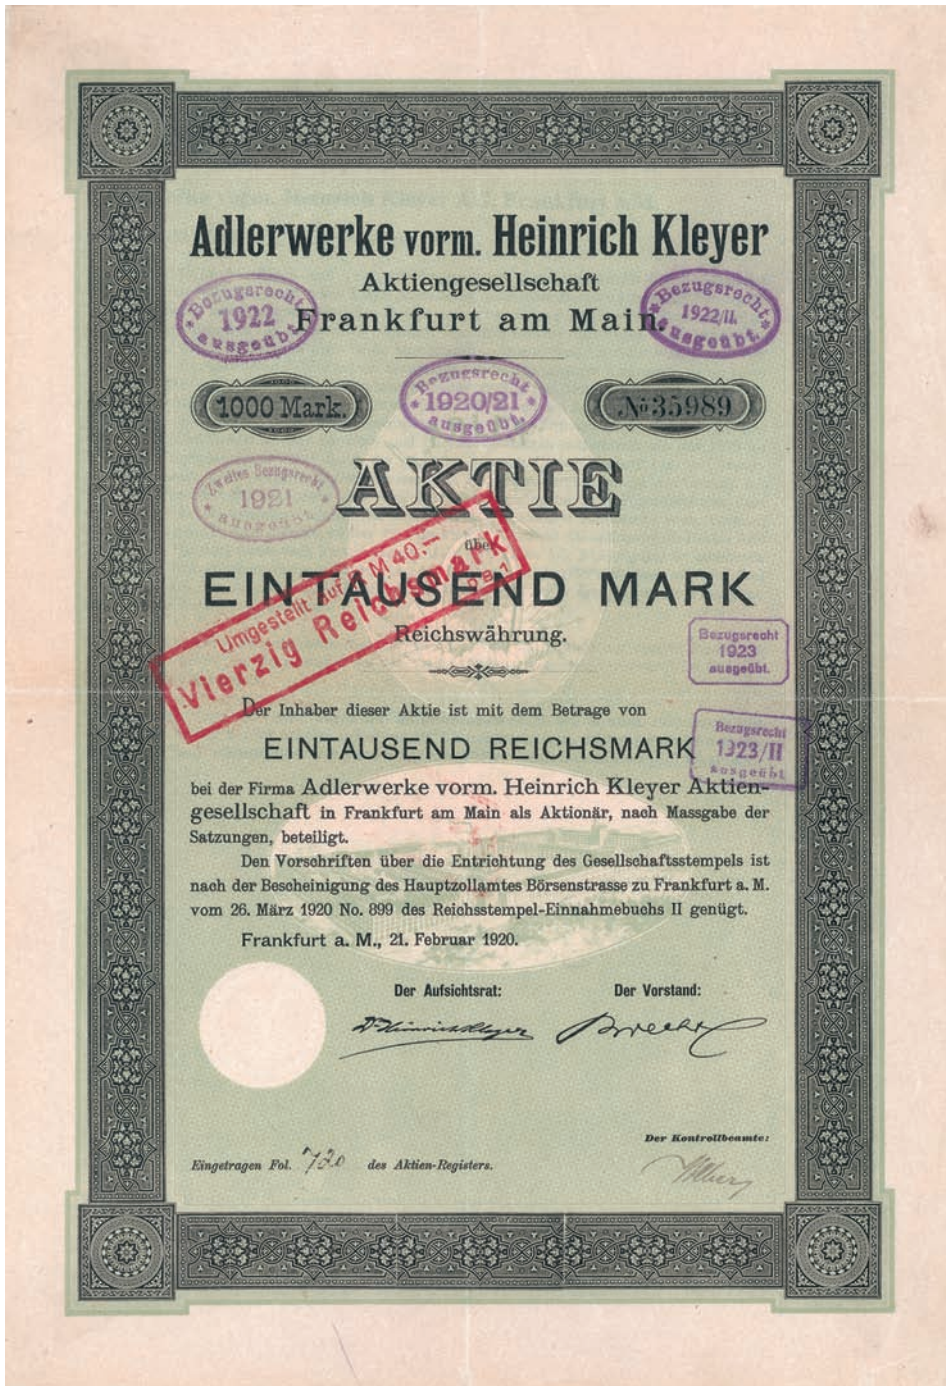 Adlerwerke vorm. Heinrich Kleyer
Aktiengesellschaft
Frankfurt am Main.
Bezugsrecht
1922
ausgeübt.
Bezugsrecht
1922/II.
ausgeübt.
1000 Mark.
Bezugsrecht
1920/21
ausgeübt.
No 35989
Zweites Bezugsrecht
1921
ausgeübt.
AKTIE
über
EINTAUSEND MARK
Reichswährung.
Umgestellt auf R M 40.-
Vierzig Reichsmark
Bezugsrecht
1923
ausgeübt.
Der Inhaber dieser Aktie ist mit dem Betrage von
EINTAUSEND REICHSMARK
Bezugsrecht
1923/II
ausgeübt.
bei der Firma Adlerwerke vorm. Heinrich Kleyer Aktien-
gesellschaft in Frankfurt am Main als Aktionär, nach Massgabe der
Satzungen, beteiligt.
Den Vorschriften über die Entrichtung des Gesellschaftsstempels ist
nach der Bescheinigung des Hauptzollamtes Börsenstrasse zu Frankfurt a. M.
vom 26. März 1920 No. 899 des Reichsstempel-Einnahmebuchs II genügt.
Frankfurt a. M., 21. Februar 1920.
Der Aufsichtsrat:
Der Vorstand:
Dr Heinrich Kleyer
Der Kontrollbeamte:
Eingetragen Fol. 720 des Aktien-Registers.